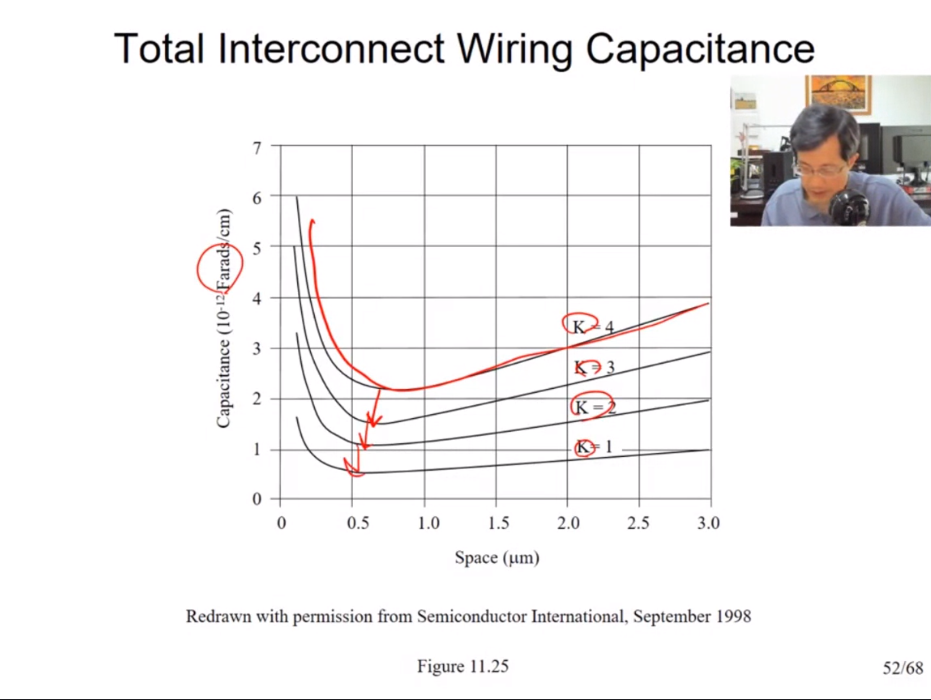 Total Interconnect Wiring Capacitance
7
6
5
4
3
2
1
0
Capacitance (10⁻¹² Farads/cm)
K = 4
K = 3
K = 2
K = 1
0 0.5 1.0 1.5 2.0 2.5 3.0
Space (μm)
Redrawn with permission from Semiconductor International, September 1998
Figure 11.25
52/68